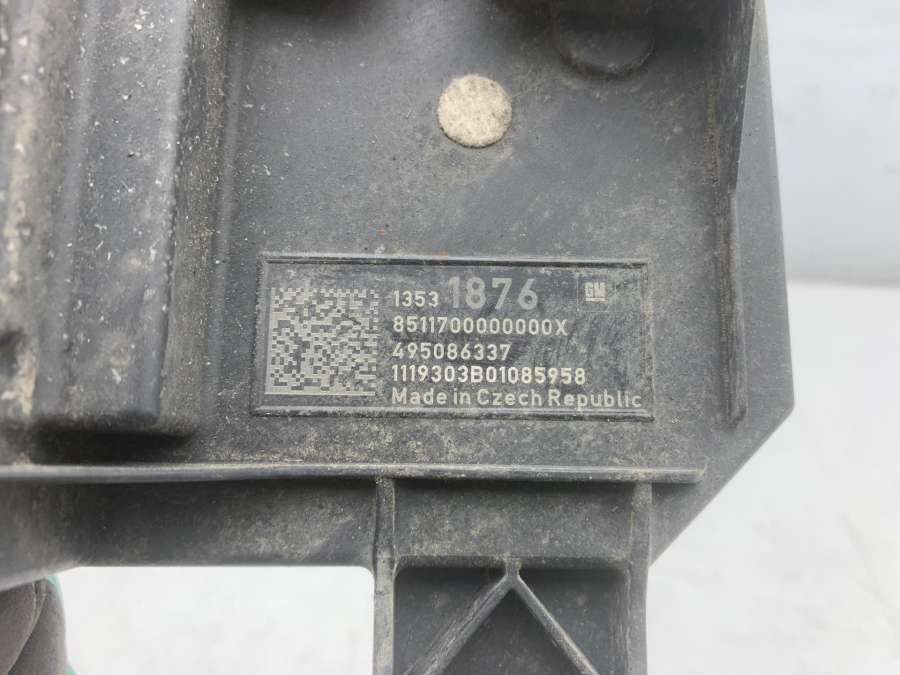 1353 1876 GM
8511700000000X
495086337
1119303B01085958
Made in Czech Republic